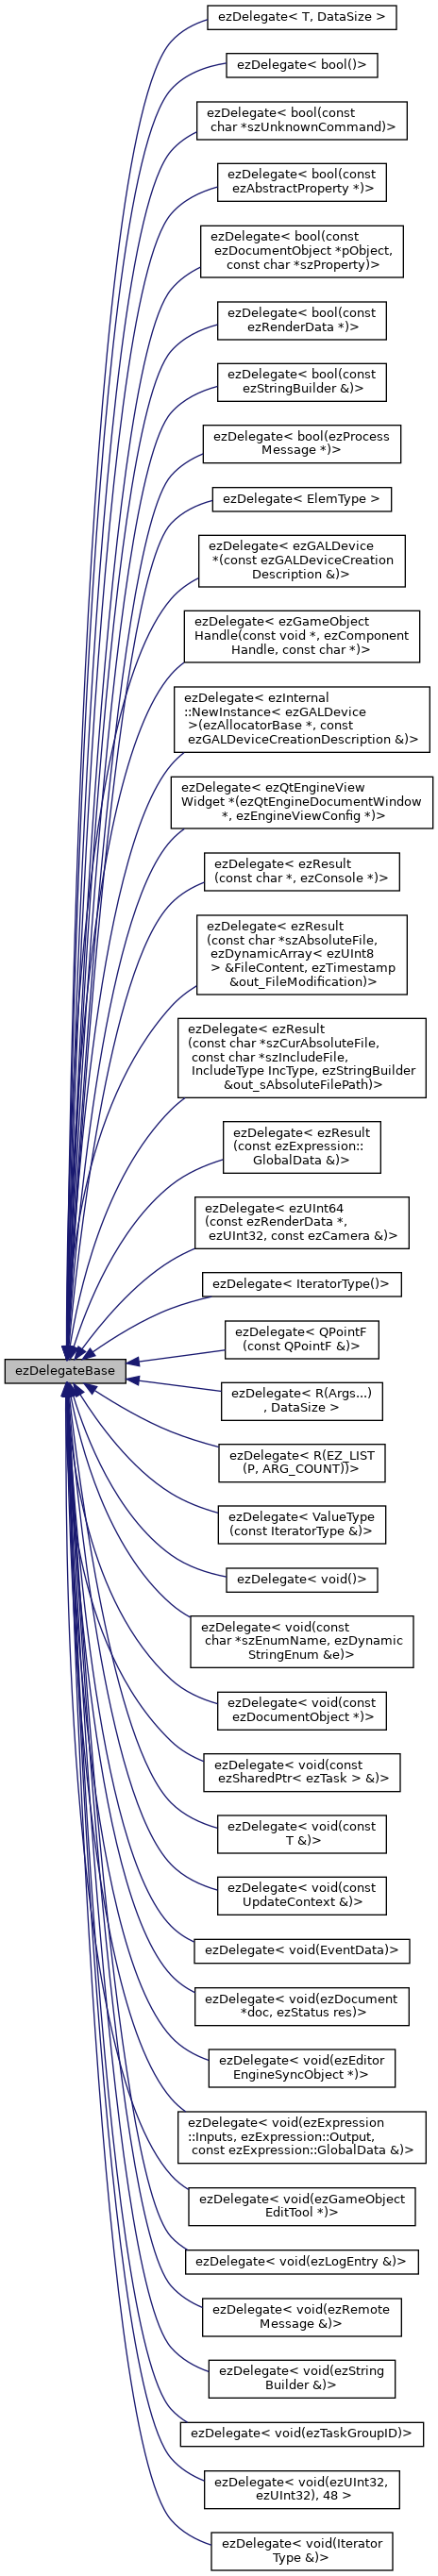 ezDelegate< T, DataSize >
ezDelegate< bool()>
ezDelegate< bool(const
char *szUnknownCommand)>
ezDelegate< bool(const
ezAbstractProperty *)>
ezDelegate< bool(const
ezDocumentObject *pObject,
const char *szProperty)>
ezDelegate< bool(const
ezRenderData *)>
ezDelegate< bool(const
ezStringBuilder &)>
ezDelegate< bool(ezProcess
Message *)>
ezDelegate< ElemType >
ezDelegate< ezGALDevice
*(const ezGALDeviceCreation
Description &)>
ezDelegate< ezGameObject
Handle(const void *, ezComponent
Handle, const char *)>
ezDelegate< ezInternal
::NewInstance< ezGALDevice
>(ezAllocatorBase *, const
ezGALDeviceCreationDescription &)>
ezDelegate< ezQtEngineView
Widget *(ezQtEngineDocumentWindow
*, ezEngineViewConfig *)>
ezDelegate< ezResult
(const char *, ezConsole *)>
ezDelegate< ezResult
(const char *szAbsoluteFile,
ezDynamicArray< ezUInt8
> &FileContent, ezTimestamp
&out_FileModification)>
ezDelegate< ezResult
(const char *szCurAbsoluteFile,
const char *szIncludeFile,
IncludeType IncType, ezStringBuilder
&out_sAbsoluteFilePath)>
ezDelegate< ezResult
(const ezExpression::
GlobalData &)>
ezDelegate< ezUInt64
(const ezRenderData *,
ezUInt32, const ezCamera &)>
ezDelegate< IteratorType()>
ezDelegate< QPointF
(const QPointF &)>
ezDelegateBase
ezDelegate< R(Args...)
, DataSize >
ezDelegate< R(EZ_LIST
(P, ARG_COUNT))>
ezDelegate< ValueType
(const IteratorType &)>
ezDelegate< void()>
ezDelegate< void(const
char *szEnumName, ezDynamic
StringEnum &e)>
ezDelegate< void(const
ezDocumentObject *)>
ezDelegate< void(const
ezSharedPtr< ezTask > &)>
ezDelegate< void(const
T &)>
ezDelegate< void(const
UpdateContext &)>
ezDelegate< void(EventData)>
ezDelegate< void(ezDocument
*doc, ezStatus res)>
ezDelegate< void(ezEditor
EngineSyncObject *)>
ezDelegate< void(ezExpression
::Inputs, ezExpression::Output,
const ezExpression::GlobalData &)>
ezDelegate< void(ezGameObject
EditTool *)>
ezDelegate< void(ezLogEntry &)>
ezDelegate< void(ezRemote
Message &)>
ezDelegate< void(ezString
Builder &)>
ezDelegate< void(ezTaskGroupID)>
ezDelegate< void(ezUInt32,
ezUInt32), 48 >
ezDelegate< void(Iterator
Type &)>